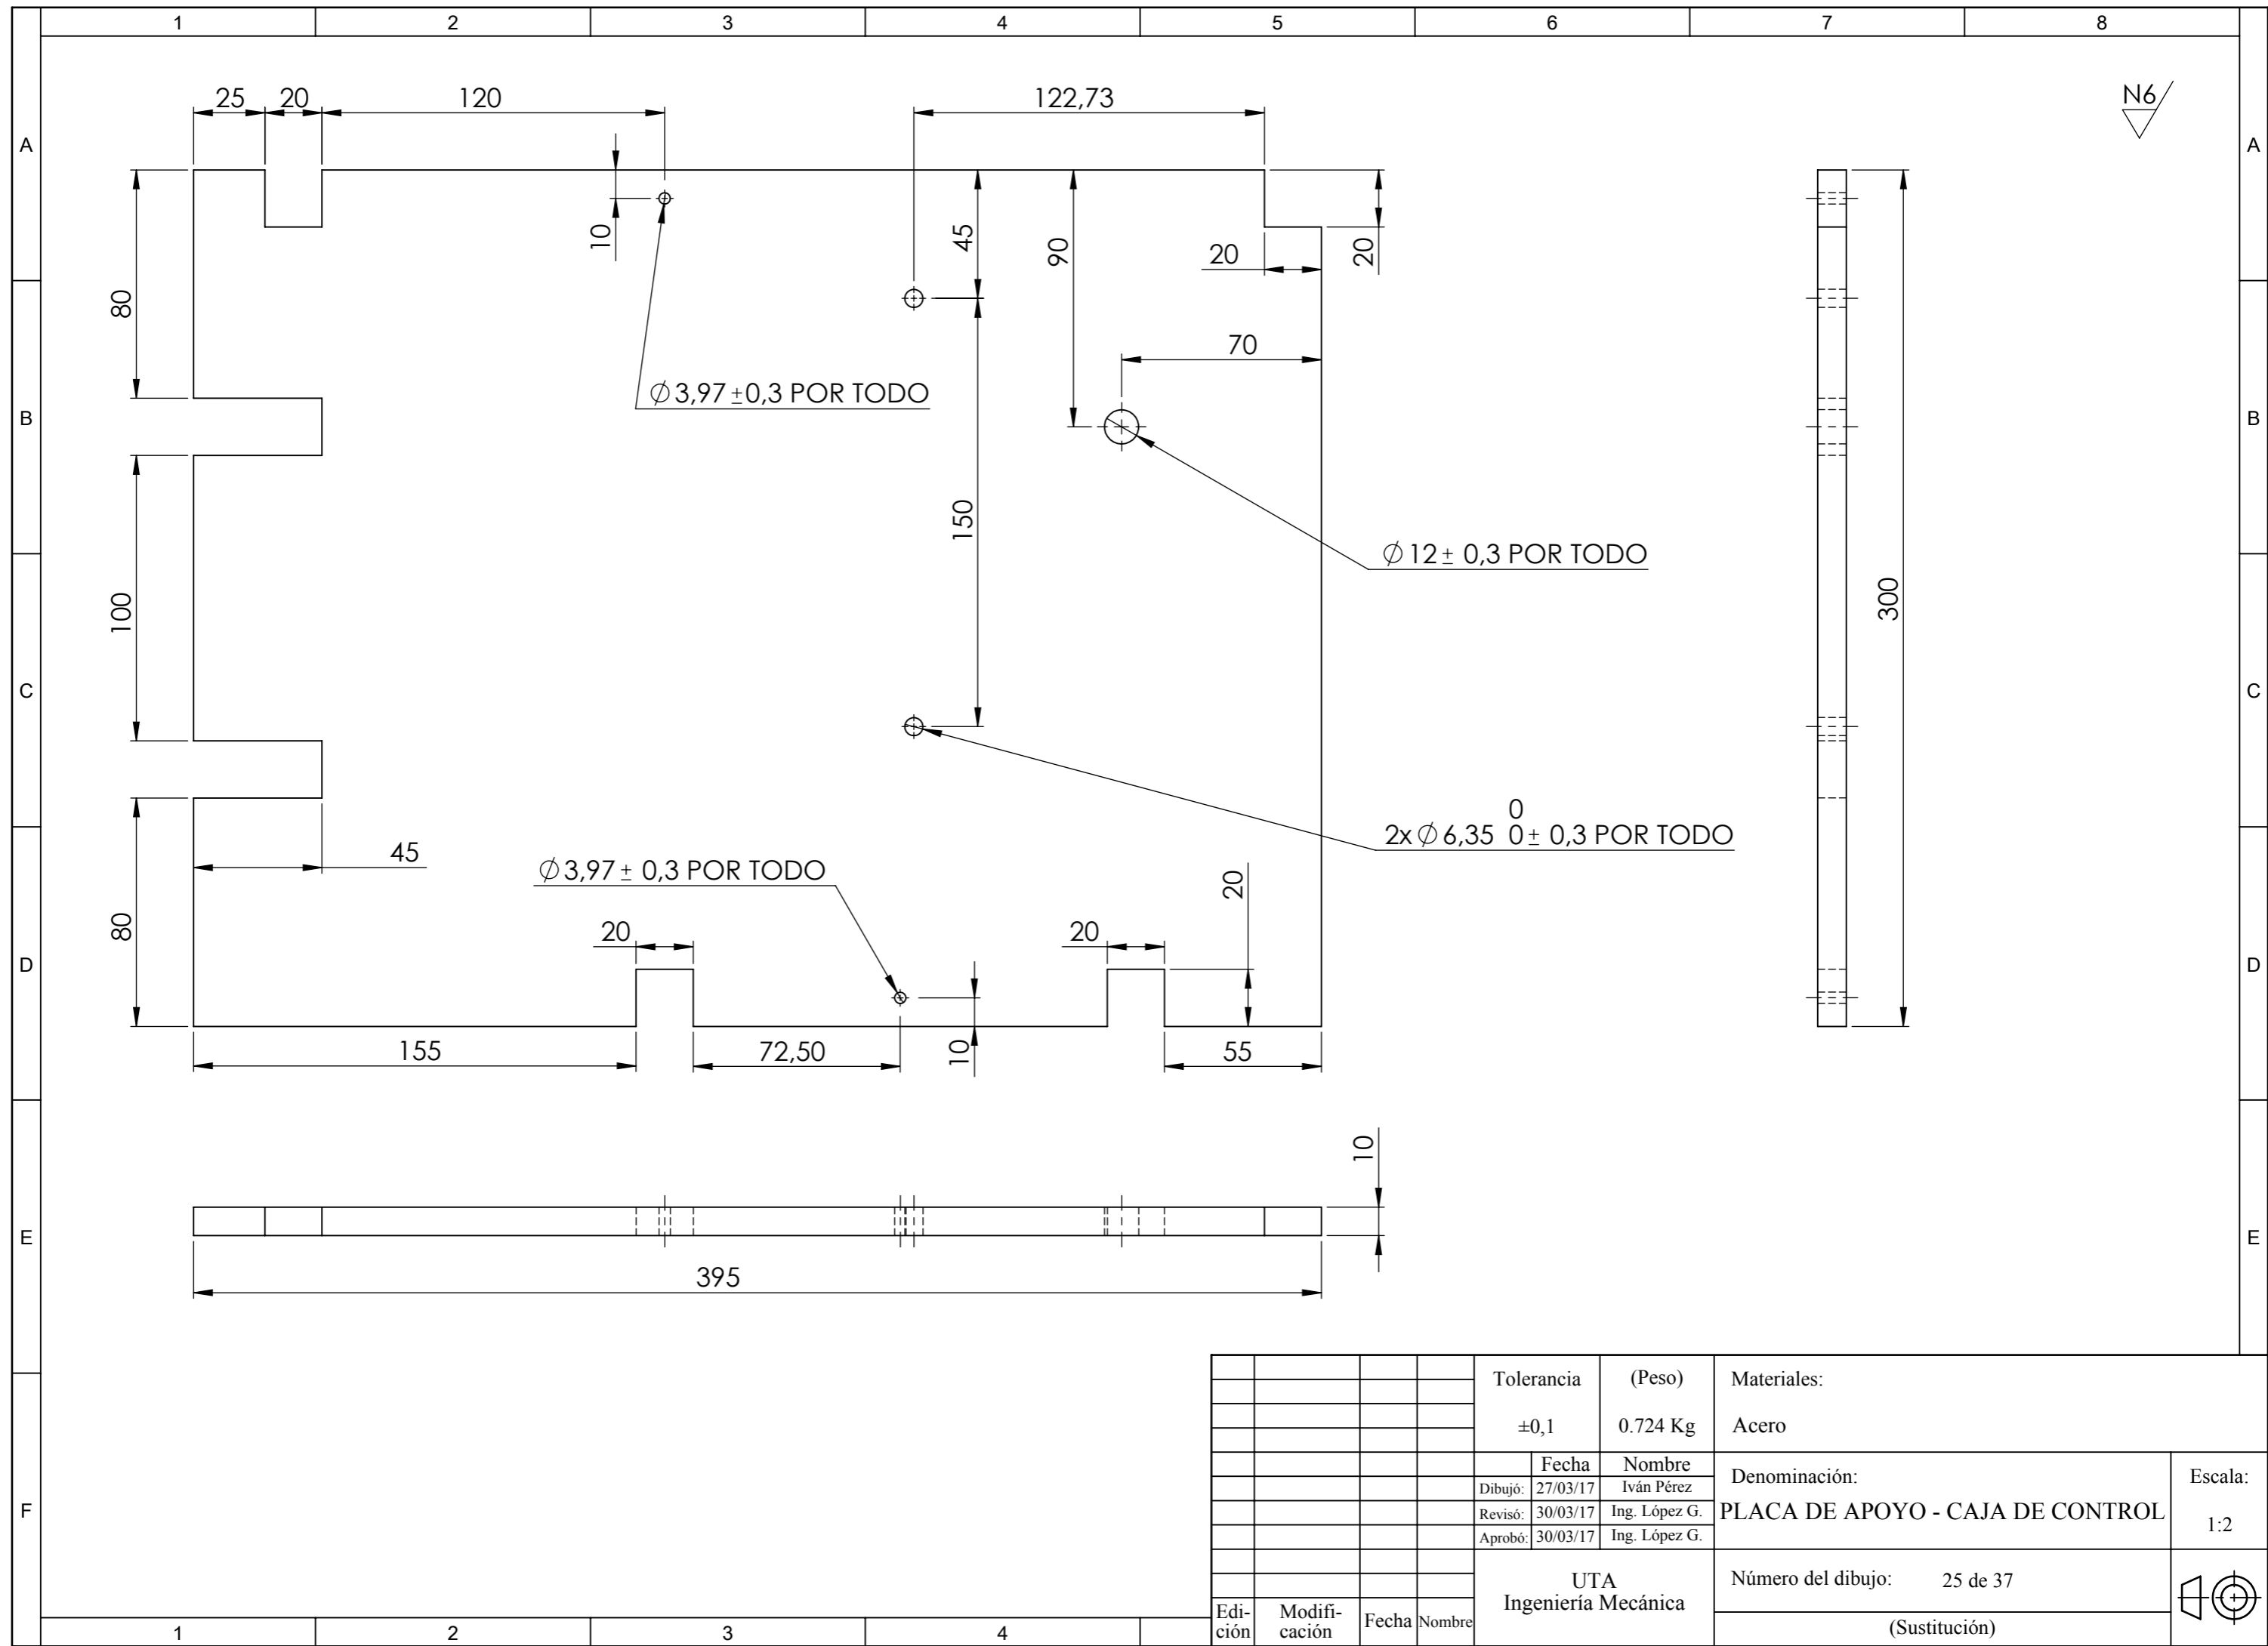 1 2 3 4 5 6 7 8
A A
B B
C C
D D
E E
F
N6
25 20 120 122,73
80
10
45
90
20
20
70
Ø3,97±0,3 POR TODO
150
Ø12± 0,3 POR TODO
100
300
0
2x Ø6,35 0± 0,3 POR TODO
45
Ø3,97± 0,3 POR TODO
80
20
20
20
155
72,50
10
55
10
395
Tolerancia
±0,1
(Peso)
0.724 Kg
Materiales:
Acero
Fecha Nombre
Dibujó: 27/03/17 Iván Pérez
Revisó: 30/03/17 Ing. López G.
Aprobó: 30/03/17 Ing. López G.
Denominación:
PLACA DE APOYO - CAJA DE CONTROL
Escala:
1:2
UTA
Ingeniería Mecánica
Número del dibujo: 25 de 37
(Sustitución)
Edi-
ción
Modifi-
cación
Fecha
Nombre
1 2 3 4